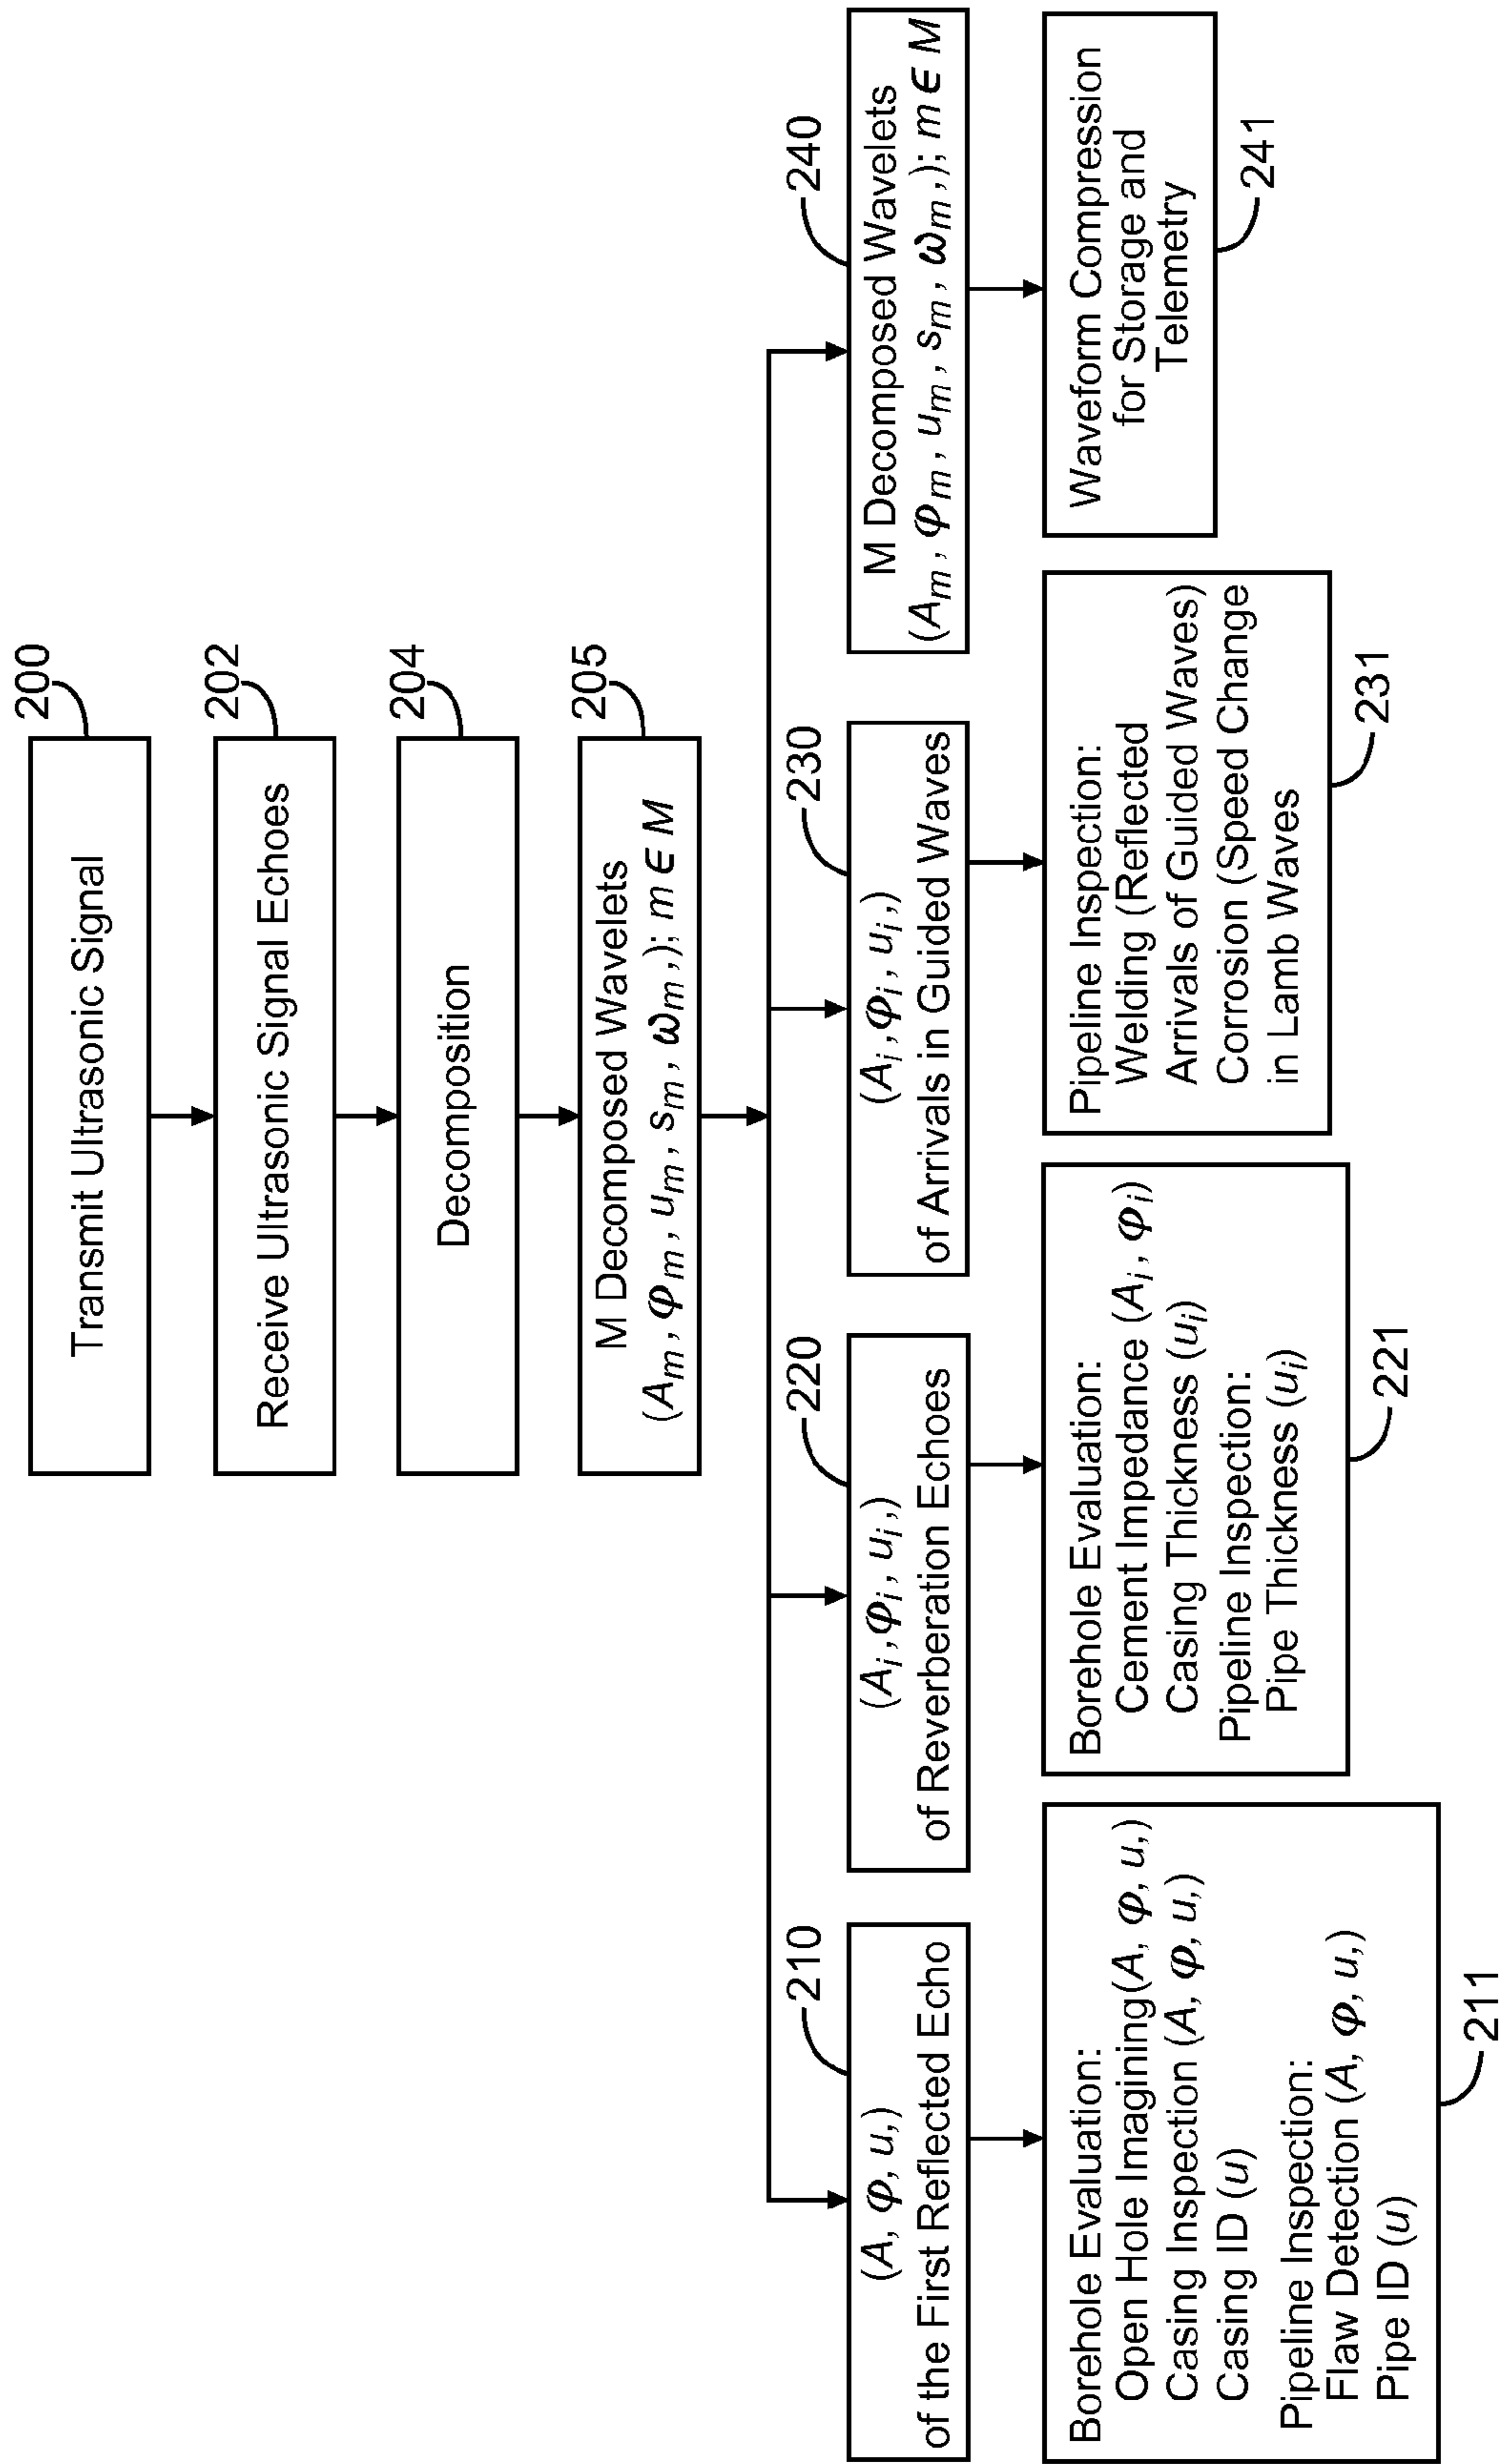 200
Transmit Ultrasonic Signal
202
Receive Ultrasonic Signal Echoes
204
Decomposition
205
M Decomposed Wavelets
(Am, φm, um, sm, ωm,); m ϵ M
210
(A, φ, u,)
of the First Reflected Echo
220
(Ai,φi, ui,)
of Reverberation Echoes
230
(Ai,φi, ui,)
of Arrivals in Guided Waves
240
M Decomposed Wavelets
(Am, φm, um, sm, ωm,); m ϵ M
Borehole Evaluation:
Open Hole Imagining(A, φ, u,)
Casing Inspection (A, φ, u,)
Casing ID (u)
Pipeline Inspection:
Flaw Detection (A, φ, u,)
Pipe ID (u)
211
Borehole Evaluation:
Cement Impedance (Ai, φi)
Casing Thickness (ui)
Pipeline Inspection:
Pipe Thickness (ui)
221
Pipeline Inspection:
Welding (Reflected
Arrivals of Guided Waves)
Corrosion (Speed Change
in Lamb Waves
231
Waveform Compression
for Storage and
Telemetry
241